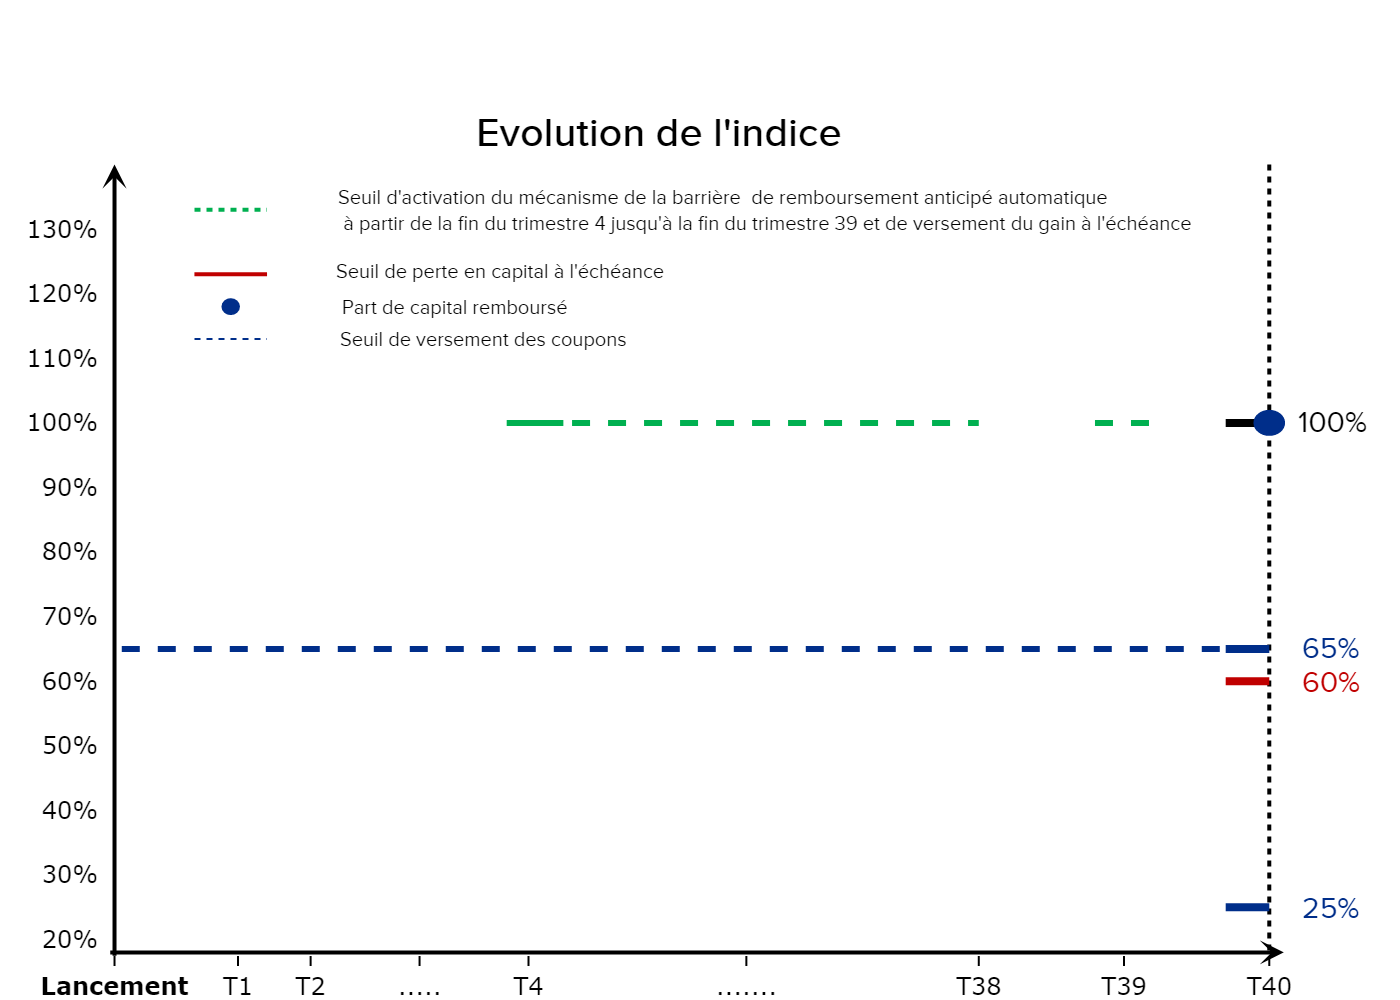 Evolution de l'indice
Seuil d'activation du mécanisme de la barrière  de remboursement anticipé automatique
à partir de la fin du trimestre 4 jusqu'à la fin du trimestre 39 et de versement du gain à l'échéance
130%
Seuil de perte en capital à l'échéance
120%
Part de capital remboursé
Seuil de versement des coupons
110%
100%
100%
90%
80%
70%
65%
60%
60%
50%
40%
30%
25%
20%
Lancement T1 T2 ..... T4 ....... T38 T39 T40